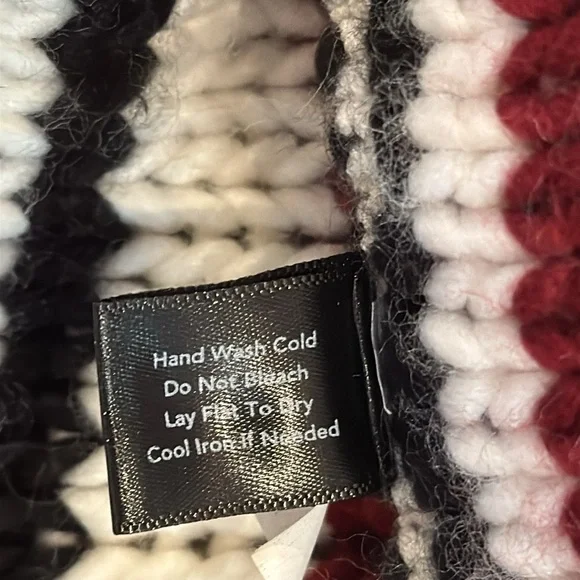 Hand Wash Cold
Do Not Bleach
Lay Flat To Dry
Cool Iron If Needed